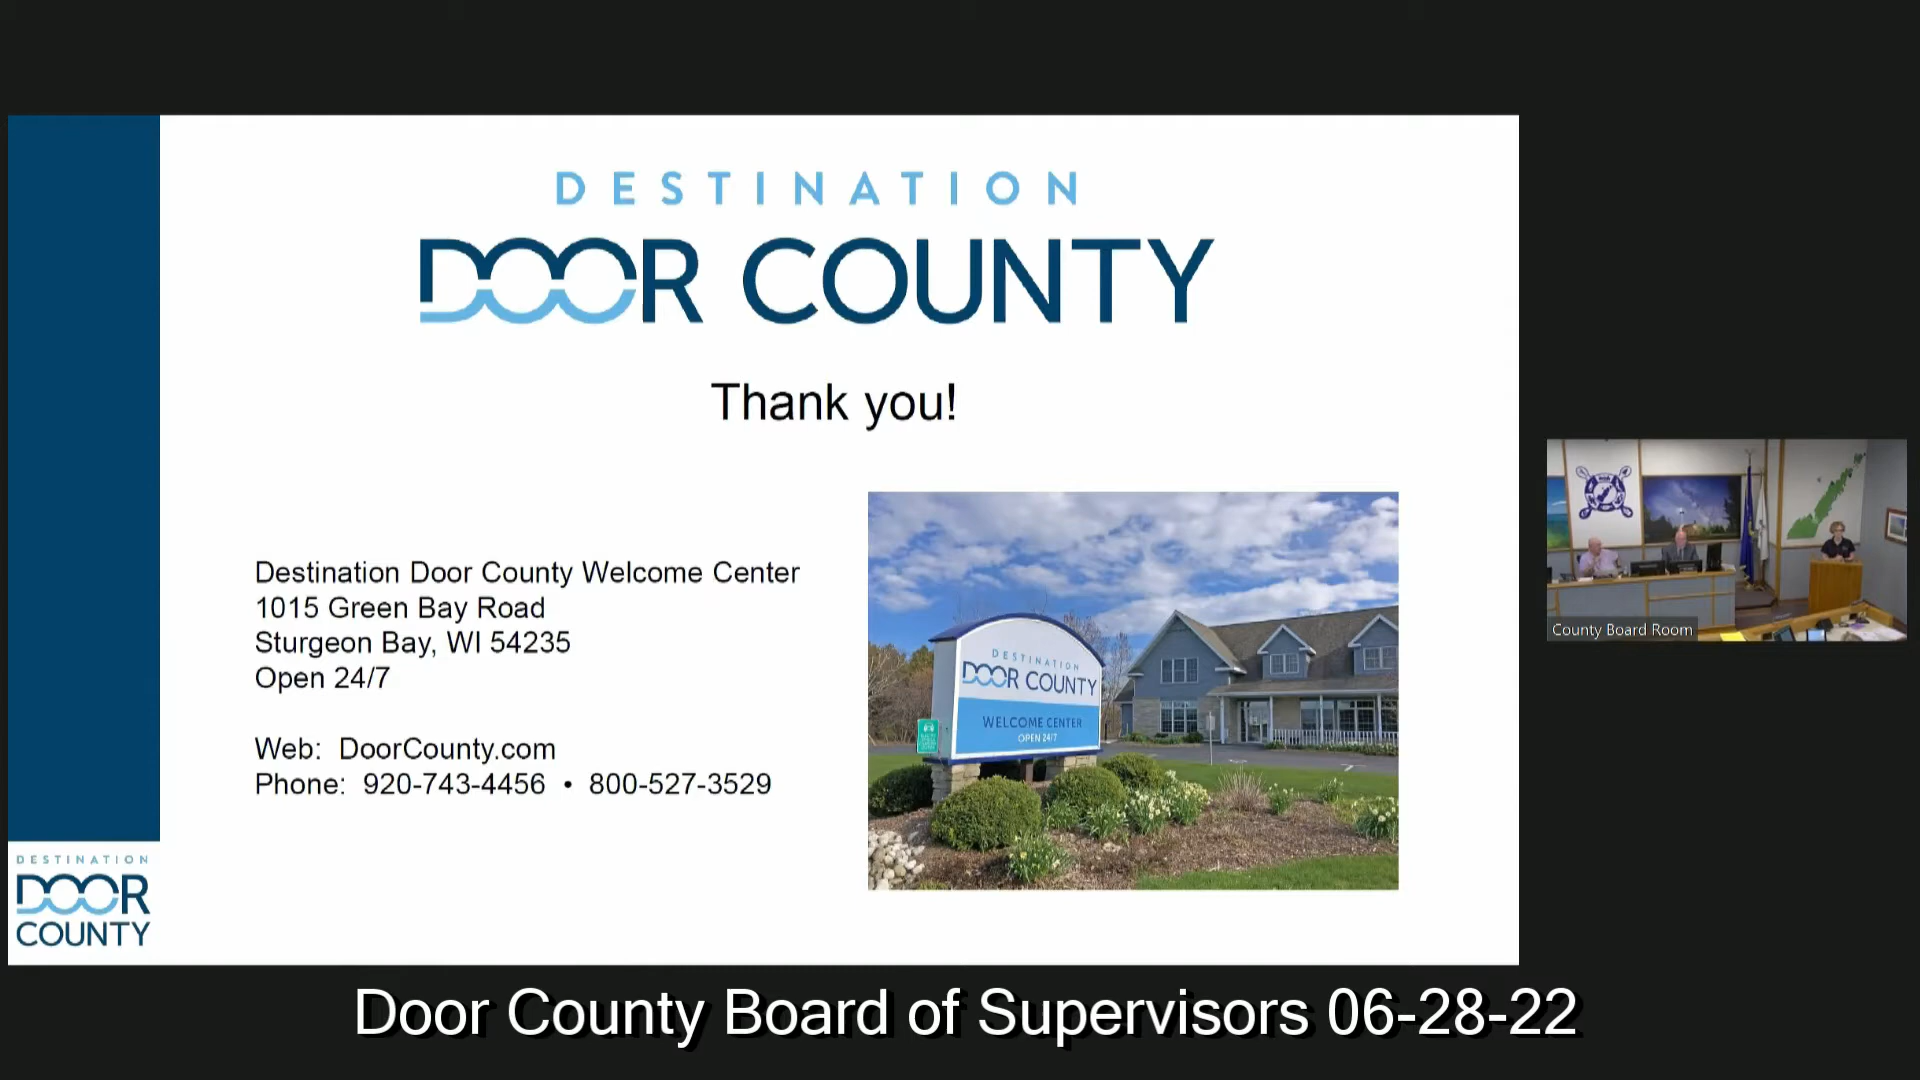 DESTINATION
DOOR COUNTY
Thank you!
Destination Door County Welcome Center
1015 Green Bay Road
Sturgeon Bay, WI 54235
Open 24/7
Web: DoorCounty.com
Phone: 920-743-4456 • 800-527-3529
DESTINATION
DOOR COUNTY
WELCOME CENTER
OPEN 24/7
County Board Room
DESTINATION
DOOR
COUNTY
Door County Board of Supervisors 06-28-22